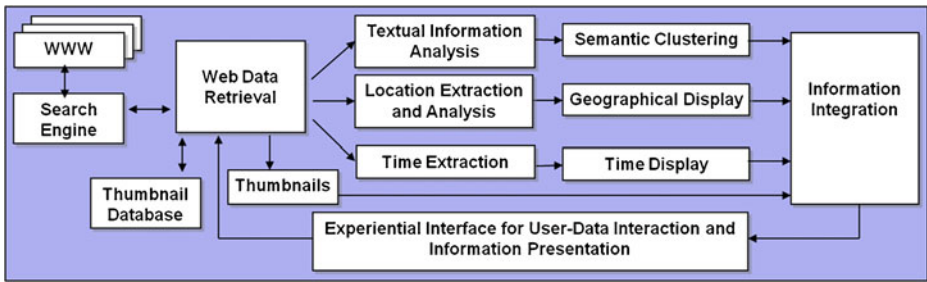 WWW
Search
Engine
Web Data
Retrieval
Thumbnail
Database
Thumbnails
Textual Information
Analysis
Semantic Clustering
Location Extraction
and Analysis
Geographical Display
Time Extraction
Time Display
Information
Integration
Experiential Interface for User-Data Interaction and
Information Presentation